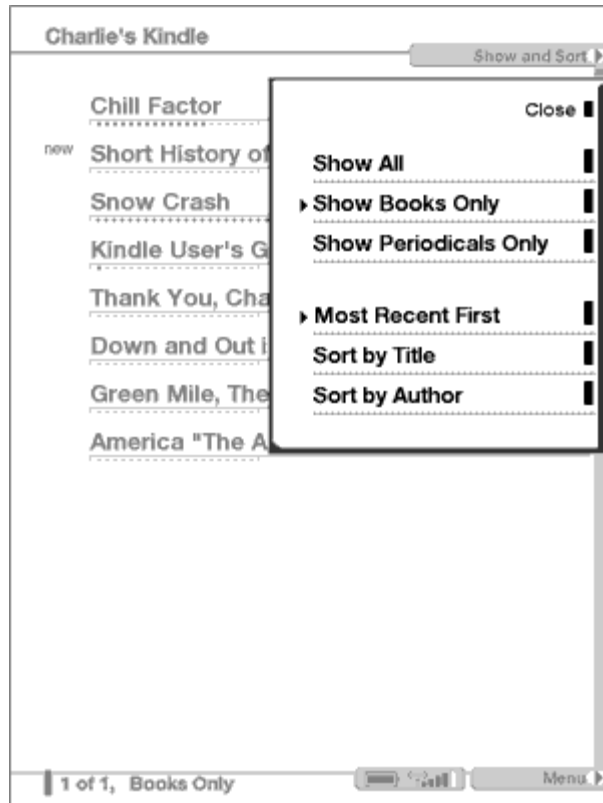 Charlie's Kindle
Show and Sort
Chill Factor
Close
new Short History of
Show All
Snow Crash
Show Books Only
Kindle User's G
Show Periodicals Only
Thank You, Cha
Most Recent First
Down and Out i
Sort by Title
Green Mile, The
Sort by Author
America "The A
1 of 1, Books Only
Menu